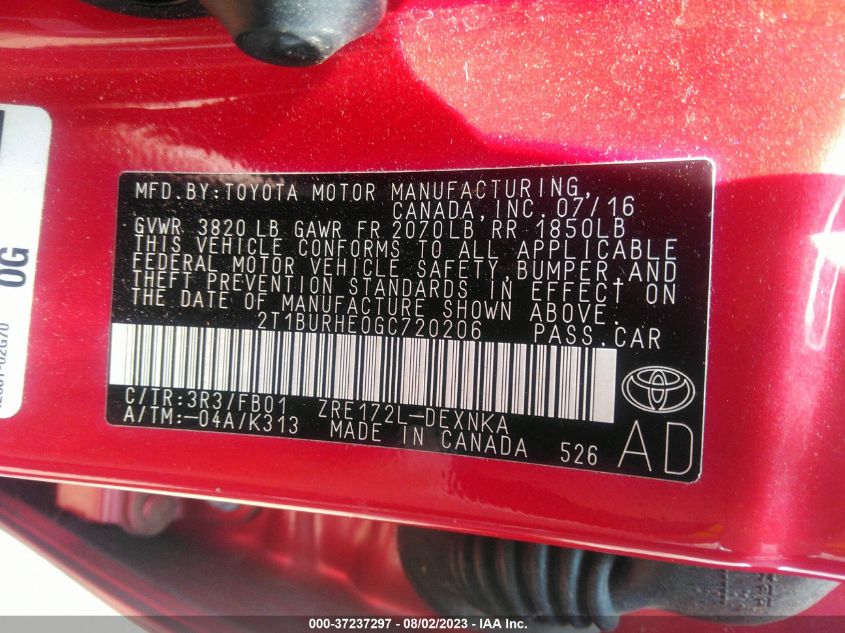 MFD.BY:TOYOTA MOTOR MANUFACTURING,
CANADA,INC. 07/16
GVWR 3820 LB GAWR FR 2070LB RR 1850LB
THIS VEHICLE CONFORMS TO ALL APPLICABLE
FEDERAL MOTOR VEHICLE SAFETY,BUMPER,AND
THEFT PREVENTION STANDARDS IN EFFECT ON
THE DATE OF MANUFACTURE SHOWN ABOVE.
2T1BURHE0GC720206 PASS.CAR
C/TR:3R3/FB01 ZRE172L-DEXNKA
A/TM:-04A/K313 MADE IN CANADA 526 AD
0G
000-37237297 - 08/02/2023 - IAA Inc.